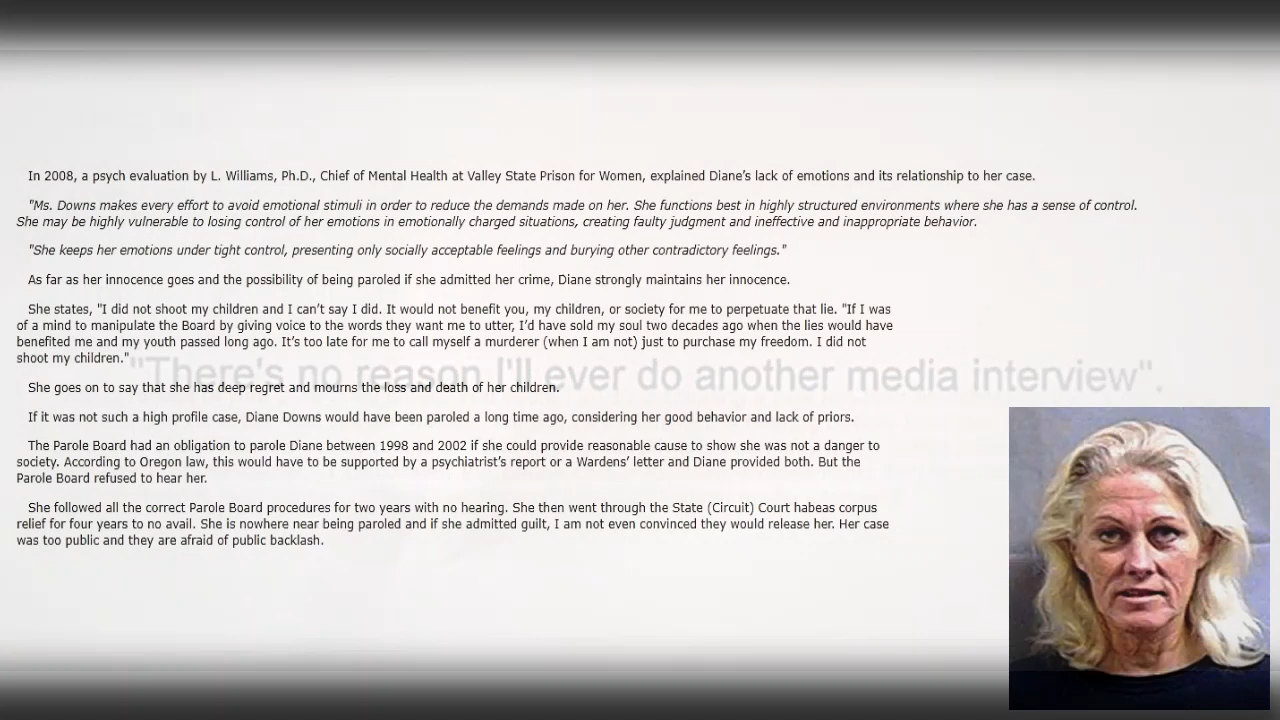 In 2008, a psych evaluation by L. Williams, Ph.D., Chief of Mental Health at Valley State Prison for Women, explained Diane's lack of emotions and its relationship to her case.
"Ms. Downs makes every effort to avoid emotional stimuli in order to reduce the demands made on her. She functions best in highly structured environments where she has a sense of control.
She may be highly vulnerable to losing control of her emotions in emotionally charged situations, creating faulty judgment and ineffective and inappropriate behavior.
"She keeps her emotions under tight control, presenting only socially acceptable feelings and burying other contradictory feelings."
As far as her innocence goes and the possibility of being paroled if she admitted her crime, Diane strongly maintains her innocence.
She states, "I did not shoot my children and I can't say I did. It would not benefit you, my children, or society for me to perpetuate that lie. "If I was
of a mind to manipulate the Board by giving voice to the words they want me to utter, I'd have sold my soul two decades ago when the lies would have
benefited me and my youth passed long ago. It's too late for me to call myself a murderer (when I am not) just to purchase my freedom. I did not
shoot my children."
"There's no reason I'll ever do another media interview".
She goes on to say that she has deep regret and mourns the loss and death of her children.
If it was not such a high profile case, Diane Downs would have been paroled a long time ago, considering her good behavior and lack of priors.
The Parole Board had an obligation to parole Diane between 1998 and 2002 if she could provide reasonable cause to show she was not a danger to
society. According to Oregon law, this would have to be supported by a psychiatrist's report or a Wardens' letter and Diane provided both. But the
Parole Board refused to hear her.
She followed all the correct Parole Board procedures for two years with no hearing. She then went through the State (Circuit) Court habeas corpus
relief for four years to no avail. She is nowhere near being paroled and if she admitted guilt, I am not even convinced they would release her. Her case
was too public and they are afraid of public backlash.